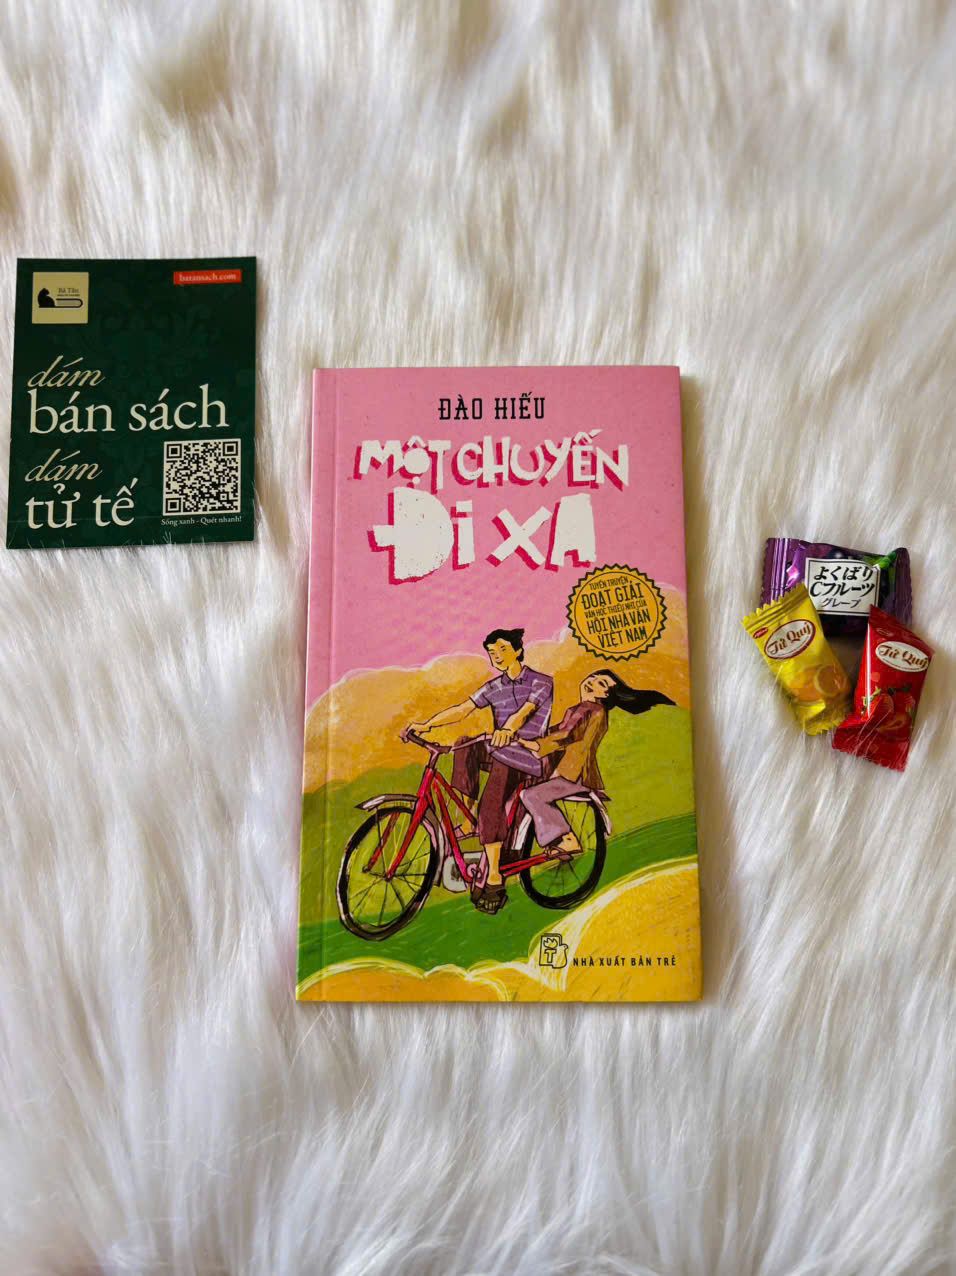 Bà Tân
batansach.com
dám
bán sách
dám
tử tế
Sống xanh - Quét nhanh!
ĐÀO HIẾU
MỘT CHUYẾN
ĐI XA
TUYỂN TRUYỆN
ĐOẠT GIẢI
VĂN HỌC THIẾU NHI CỦA
HỘI NHÀ VĂN
VIỆT NAM
T
NHÀ XUẤT BẢN TRẺ
よくばり
Cフルーツ
グレープ
Tứ Quý
Tứ Quý